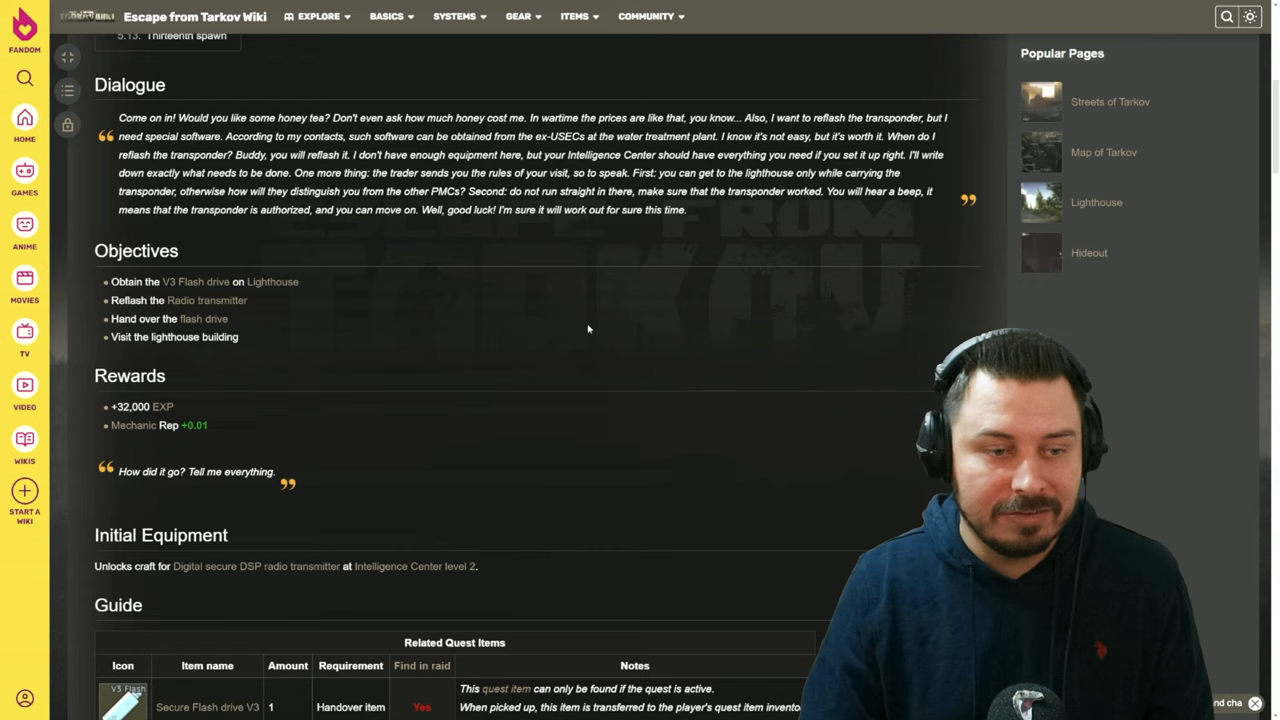 Escape from Tarkov Wiki
EXPLORE
BASICS
SYSTEMS
GEAR
ITEMS
COMMUNITY
FANDOM
HOME
GAMES
ANIME
MOVIES
TV
VIDEO
WIKIS
START A
WIKI
5.13. Thirteenth spawn
Dialogue
Come on in! Would you like some honey tea? Don't even ask how much honey cost me. In wartime the prices are like that, you know... Also, I want to reflash the transponder, but I
need special software. According to my contacts, such software can be obtained from the ex-USECs at the water treatment plant. I know it's not easy, but it's worth it. When do I
reflash the transponder? Buddy, you will reflash it. I don't have enough equipment here, but your Intelligence Center should have everything you need if you set it up right. I'll write
down exactly what needs to be done. One more thing: the trader sends you the rules of your visit, so to speak. First: you can get to the lighthouse only while carrying the
transponder, otherwise how will they distinguish you from the other PMCs? Second: do not run straight in there, make sure that the transponder worked. You will hear a beep, it
means that the transponder is authorized, and you can move on. Well, good luck! I'm sure it will work out for sure this time.
Objectives
Obtain the V3 Flash drive on Lighthouse
Reflash the Radio transmitter
Hand over the flash drive
Visit the lighthouse building
Rewards
+32,000 EXP
Mechanic Rep +0.01
How did it go? Tell me everything.
Initial Equipment
Unlocks craft for Digital secure DSP radio transmitter at Intelligence Center level 2.
Guide
Related Quest Items
Icon Item name Amount Requirement Find in raid Notes
V3 Flash
Secure Flash drive V3 1 Handover item Yes
This quest item can only be found if the quest is active.
When picked up, this item is transferred to the player's quest item
Popular Pages
Streets of Tarkov
Map of Tarkov
Lighthouse
Hideout
ESCAPE FROM
TARKOV